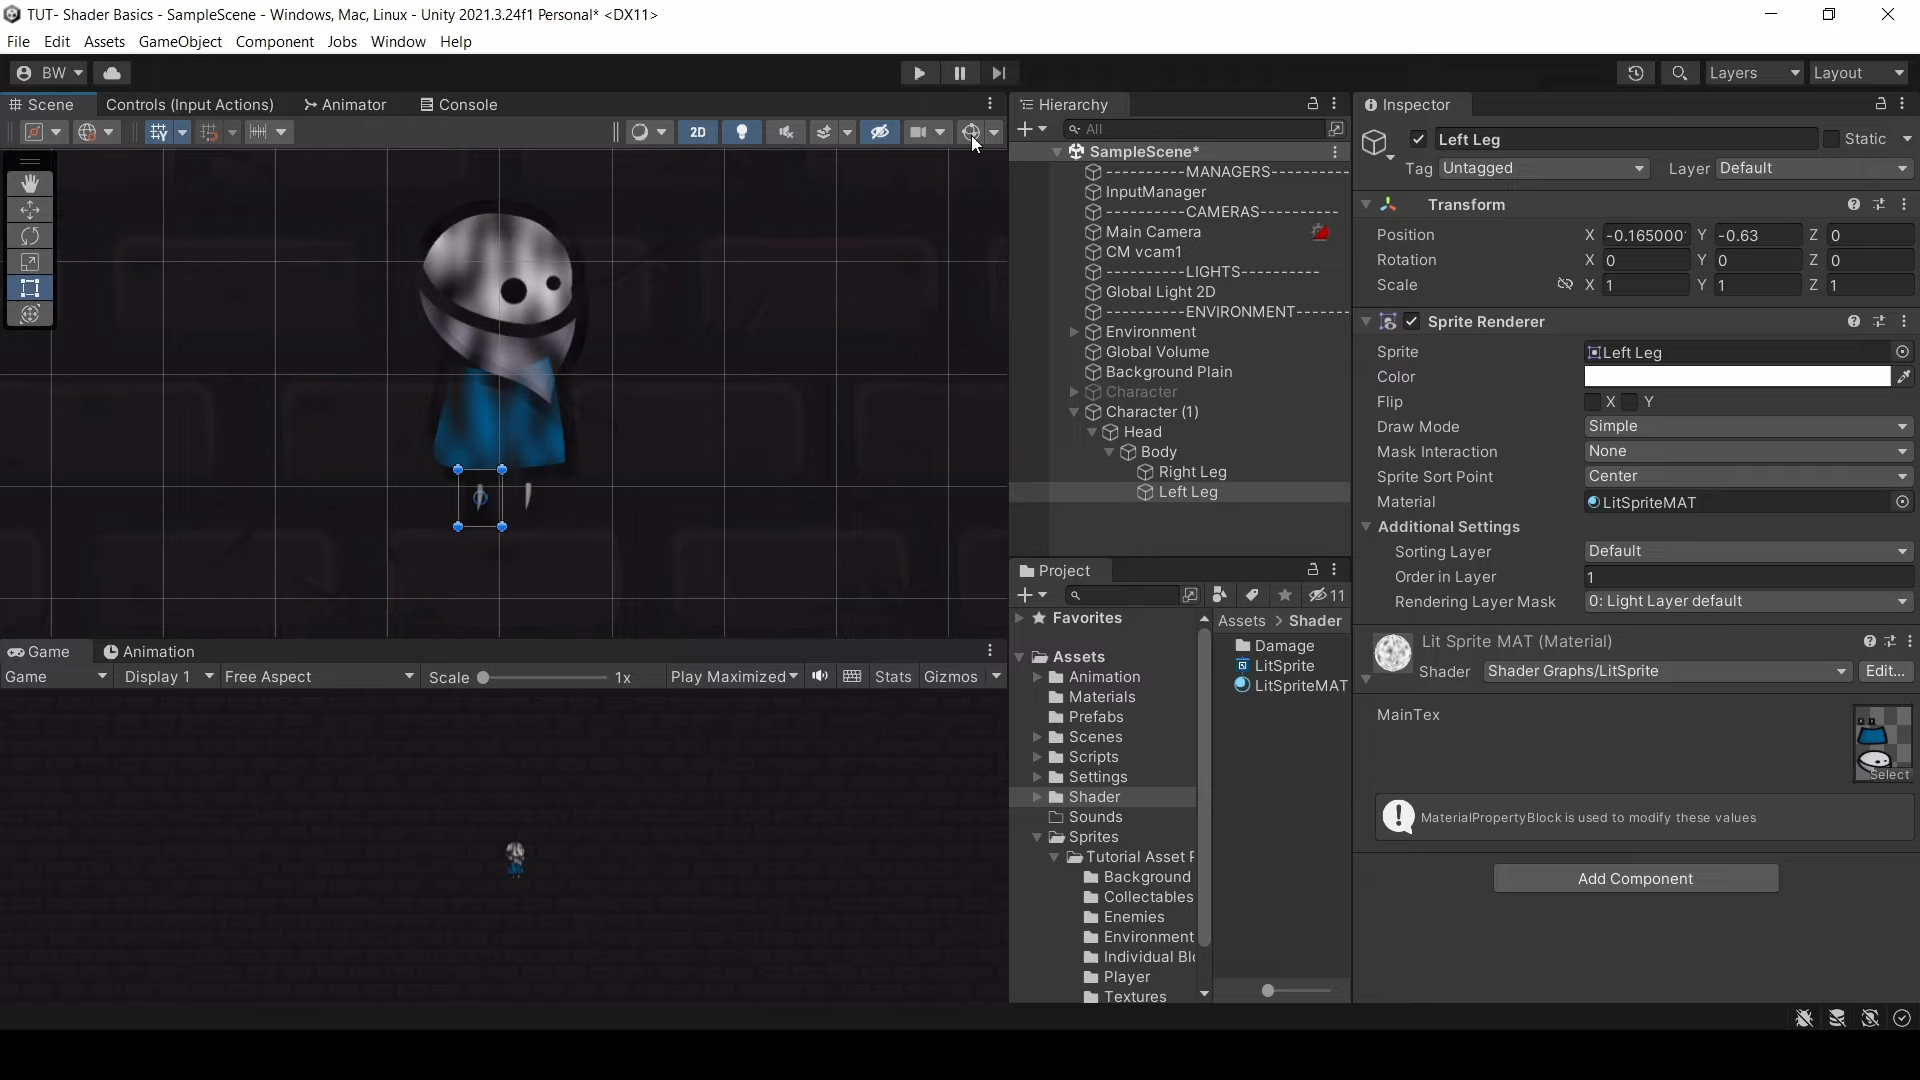 TUT- Shader Basics - SampleScene - Windows, Mac, Linux - Unity 2021.3.24f1 Personal* <DX11>
File Edit Assets GameObject Component Jobs Window Help
BW Layers Layout
Scene Controls (Input Actions) Animator Console
2D
Hierarchy
All
SampleScene*
----------MANAGERS----------
InputManager
----------CAMERAS----------
Main Camera
CM vcam1
----------LIGHTS----------
Global Light 2D
----------ENVIRONMENT-------
Environment
Global Volume
Background Plain
Character
Character (1)
Head
Body
Right Leg
Left Leg
Game Animation
Game Display 1 Free Aspect Scale 1x Play Maximized Stats Gizmos
Project
11
Favorites
Assets
Animation
Materials
Prefabs
Scenes
Scripts
Settings
Shader
Sounds
Sprites
Tutorial Asset P
Background
Collectables
Enemies
Environment
Individual Blo
Player
Textures
Assets > Shader
Damage
LitSprite
LitSpriteMAT
Inspector
Left Leg Static
Tag Untagged Layer Default
Transform
Position X -0.165000 Y -0.63 Z 0
Rotation X 0 Y 0 Z 0
Scale X 1 Y 1 Z 1
Sprite Renderer
Sprite Left Leg
Color
Flip X Y
Draw Mode Simple
Mask Interaction None
Sprite Sort Point Center
Material LitSpriteMAT
Additional Settings
Sorting Layer Default
Order in Layer 1
Rendering Layer Mask 0: Light Layer default
Lit Sprite MAT (Material)
Shader Shader Graphs/LitSprite Edit...
MainTex
Select
MaterialPropertyBlock is used to modify these values
Add Component